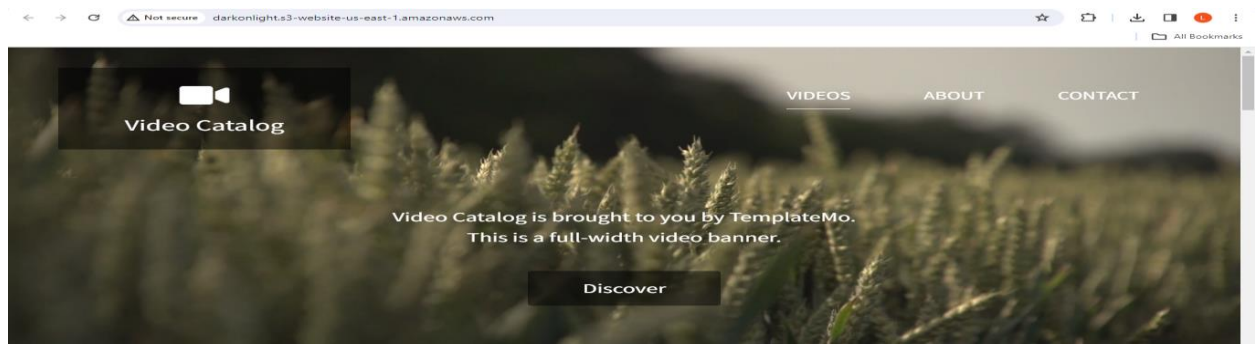 Not secure darkonlight.s3-website-us-east-1.amazonaws.com
L
All Bookmarks
Video Catalog
VIDEOS ABOUT CONTACT
Video Catalog is brought to you by TemplateMo.
This is a full-width video banner.
Discover